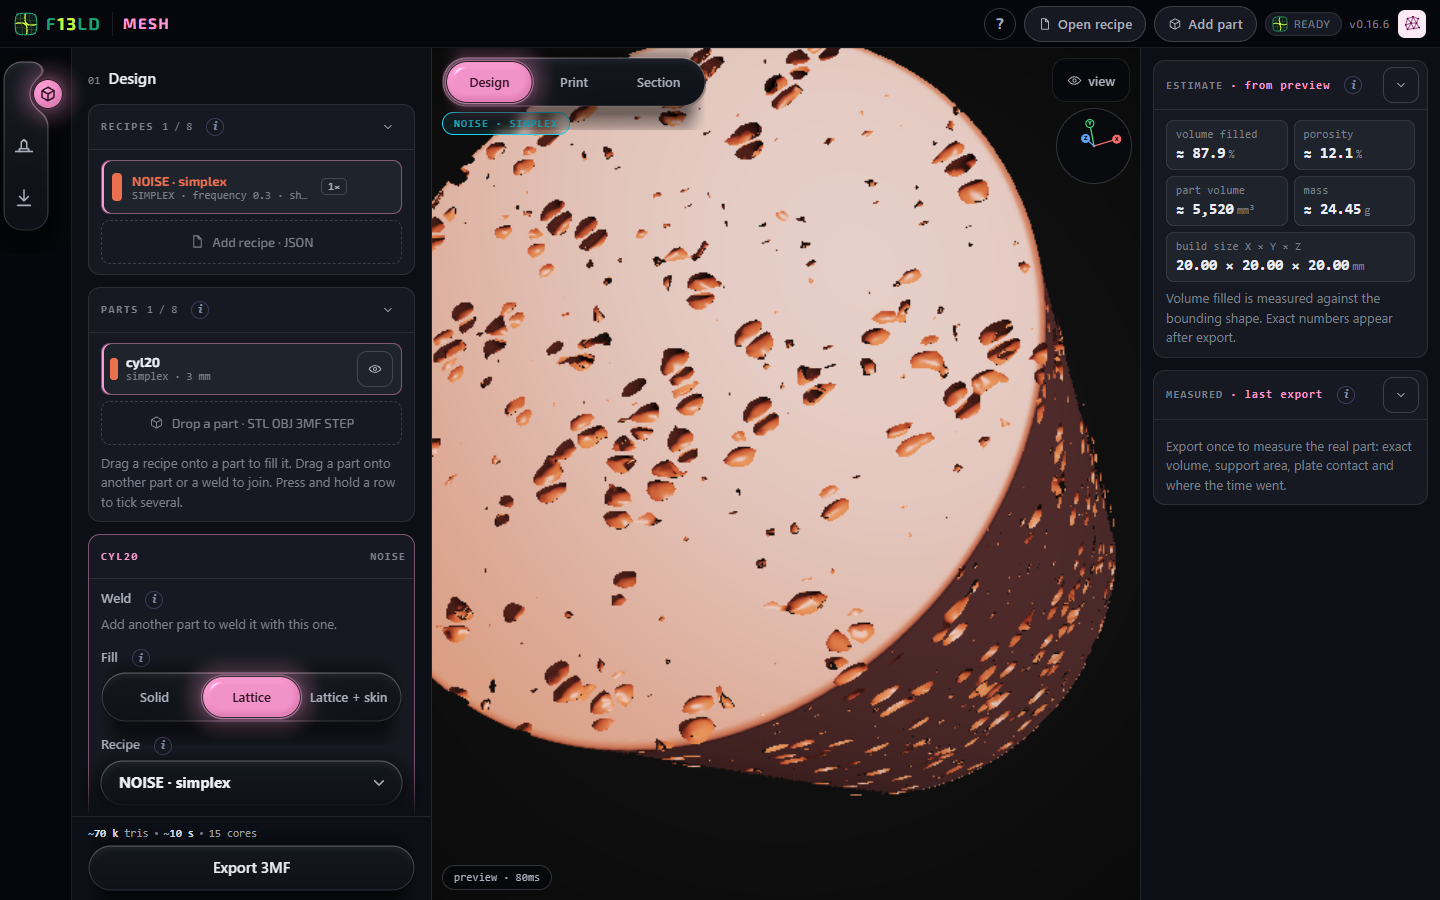 F13LD MESH
? Open recipe Add part READY v0.16.6
01 Design
RECIPES 1 / 8 i
NOISE · simplex
SIMPLEX · frequency 0.3 · sh…
1×
Add recipe · JSON
PARTS 1 / 8 i
cyl20
simplex · 3 mm
Drop a part · STL OBJ 3MF STEP
Drag a recipe onto a part to fill it. Drag a part onto
another part or a weld to join. Press and hold a row
to tick several.
CYL20 NOISE
Weld i
Add another part to weld it with this one.
Fill i
Solid Lattice Lattice + skin
Recipe i
NOISE · simplex
~70 k tris • ~10 s • 15 cores
Export 3MF
Design Print Section
NOISE · SIMPLEX
view
Y
Z X
preview · 80ms
ESTIMATE · from preview i
volume filled
≈ 87.9 %
porosity
≈ 12.1 %
part volume
≈ 5,520 mm³
mass
≈ 24.45 g
build size X × Y × Z
20.00 × 20.00 × 20.00 mm
Volume filled is measured against the
bounding shape. Exact numbers appear
after export.
MEASURED · last export i
Export once to measure the real part: exact
volume, support area, plate contact and
where the time went.